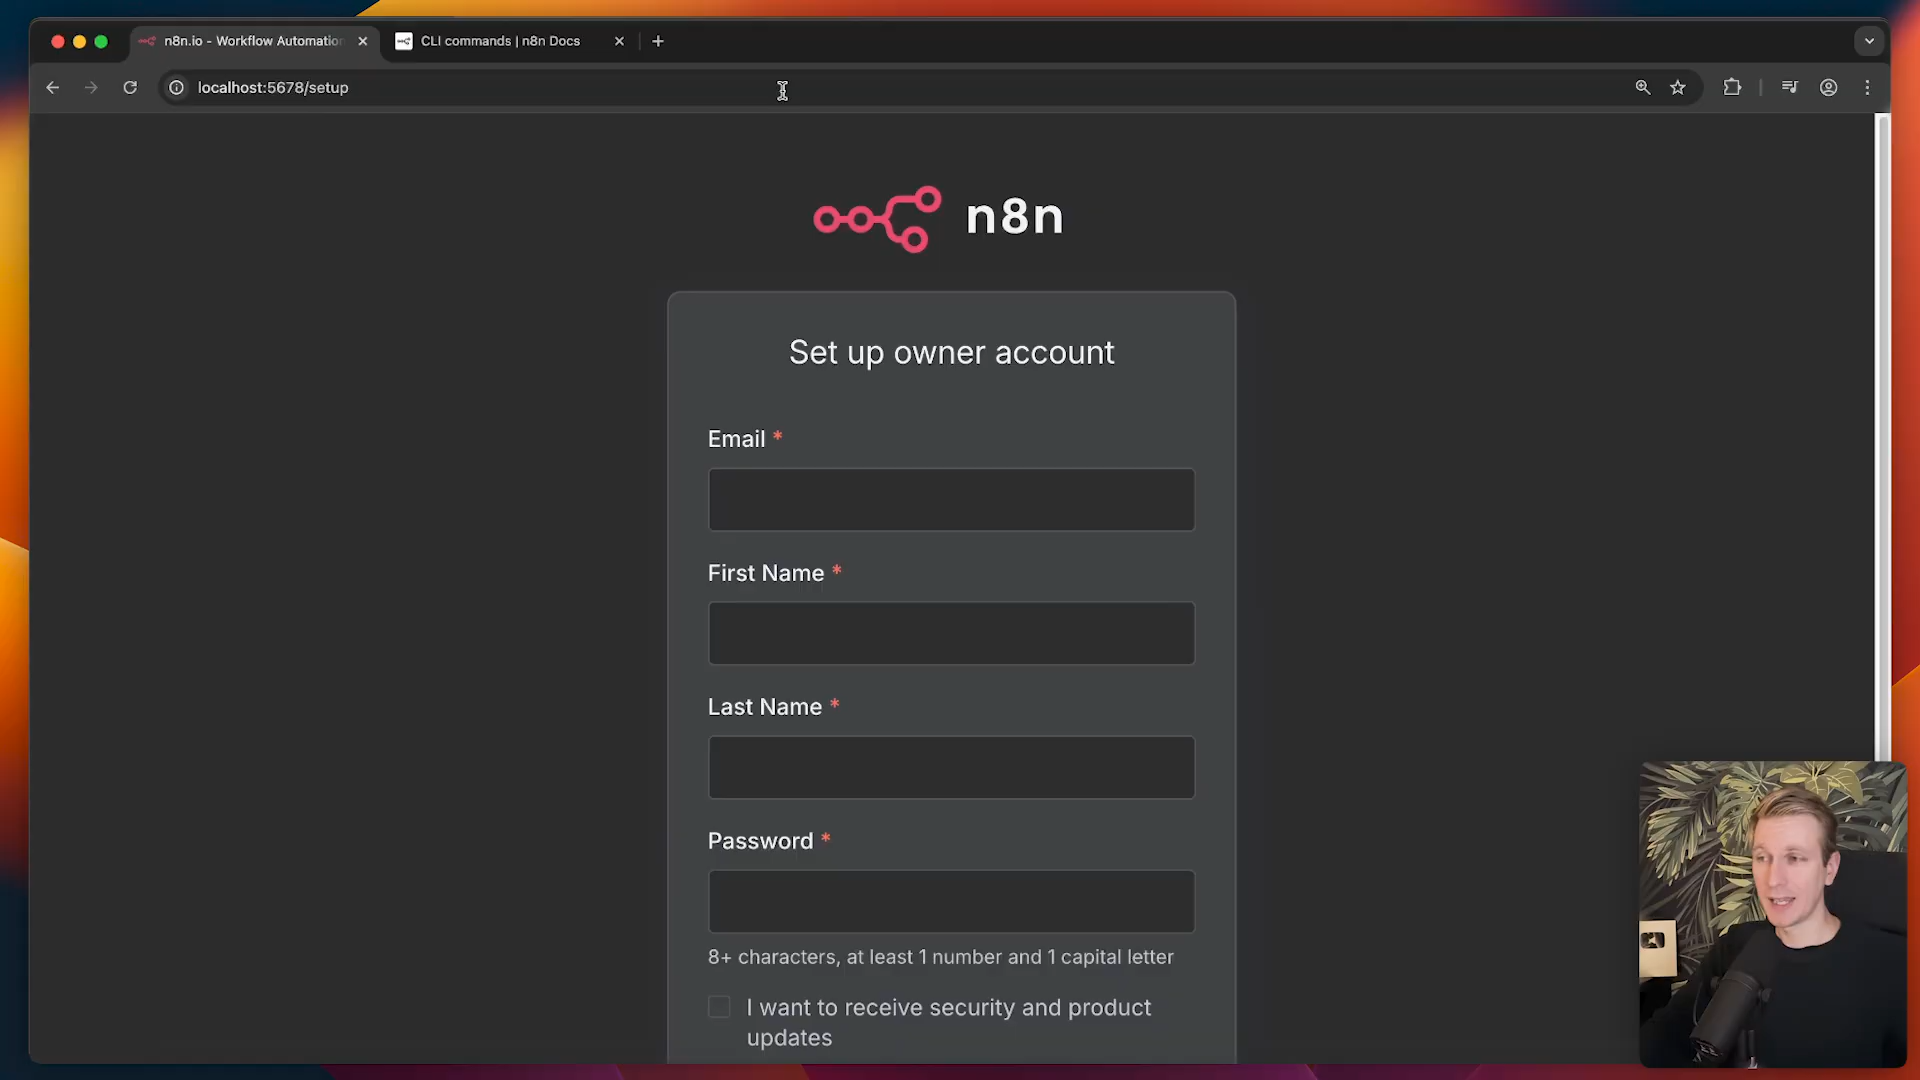 n8n.io - Workflow Automation
CLI commands | n8n Docs
localhost:5678/setup
n8n
Set up owner account
Email *
First Name *
Last Name *
Password *
8+ characters, at least 1 number and 1 capital letter
I want to receive security and product
updates